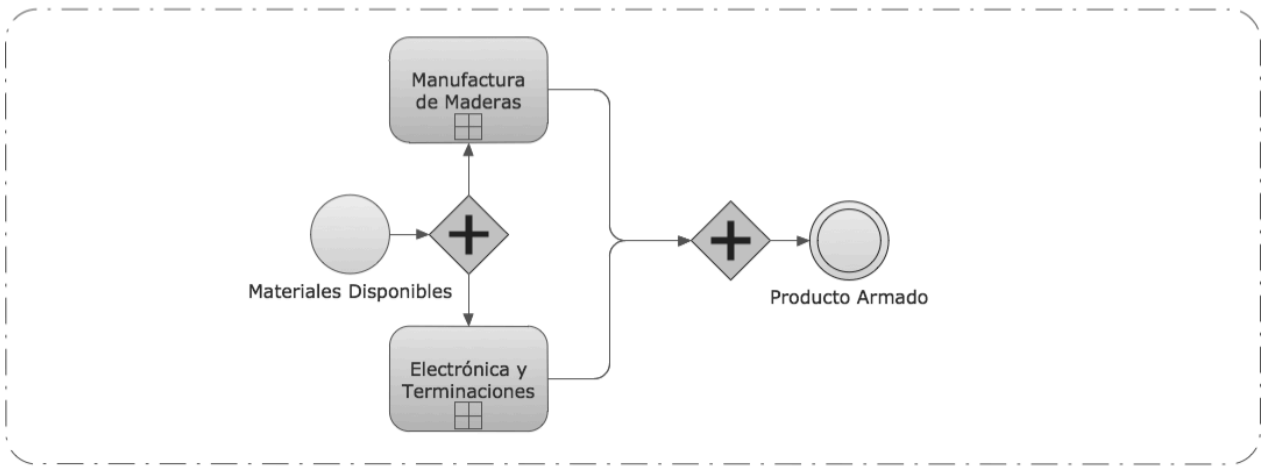 Manufactura
de Maderas
Materiales Disponibles
Producto Armado
Electrónica y
Terminaciones